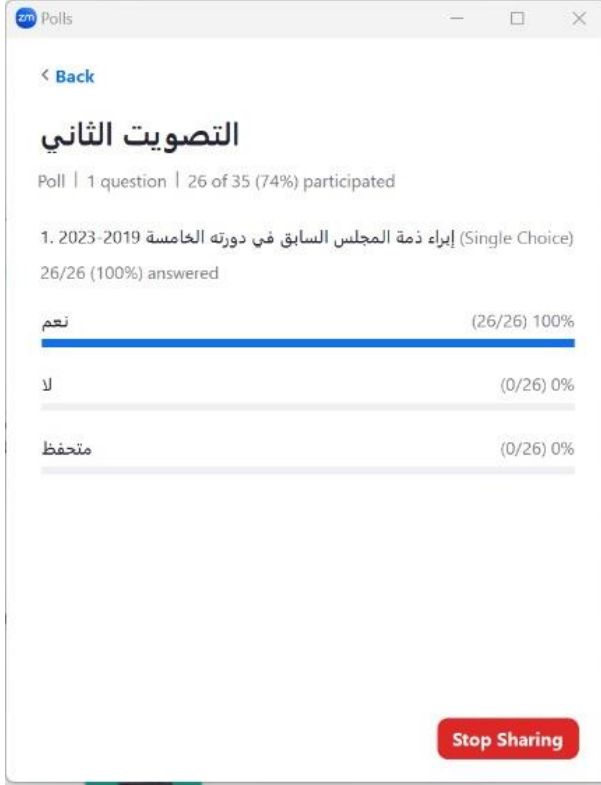 zm Polls
Back
التصويت الثاني
Poll | 1 question | 26 of 35 (74%) participated
1. إبراء ذمة المجلس السابق في دورته الخامسة 2019-2023 (Single Choice)
26/26 (100%) answered
نعم (26/26) 100%
لا (0/26) 0%
متحفظ (0/26) 0%
Stop Sharing